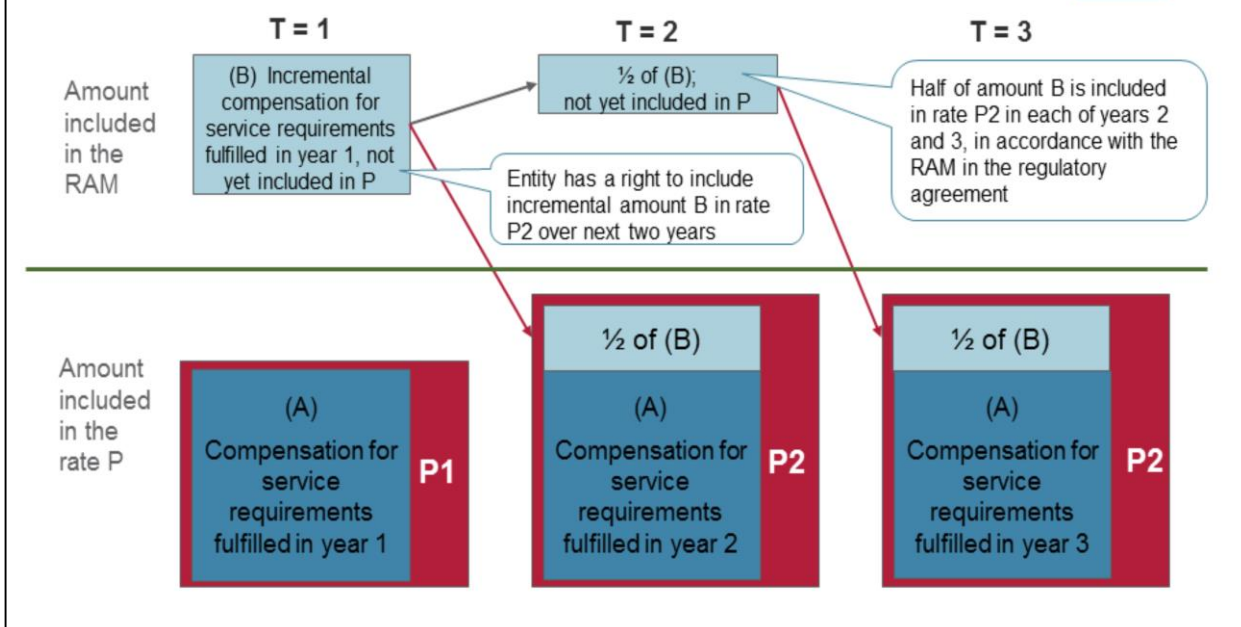 T = 1
T = 2
T = 3
Amount
included
in the
RAM
(B) Incremental
compensation for
service requirements
fulfilled in year 1, not
yet included in P
½ of (B);
not yet included in P
Half of amount B is included
in rate P2 in each of years 2
and 3, in accordance with the
RAM in the regulatory
agreement
Entity has a right to include
incremental amount B in rate
P2 over next two years
Amount
included
in the
rate P
(A)
Compensation for
service
requirements
fulfilled in year 1
P1
½ of (B)
(A)
Compensation for
service
requirements
fulfilled in year 2
P2
½ of (B)
(A)
Compensation for
service
requirements
fulfilled in year 3
P2